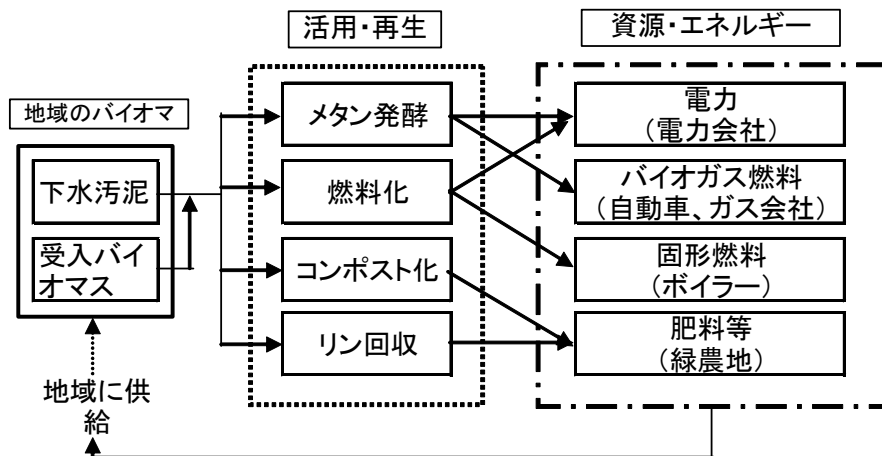 活用・再生
資源・エネルギー
地域のバイオマ
下水汚泥
受入バイ
オマス
メタン発酵
燃料化
コンポスト化
リン回収
電力
（電力会社）
バイオガス燃料
（自動車、ガス会社）
固形燃料
（ボイラー）
肥料等
（緑農地）
地域に供
給